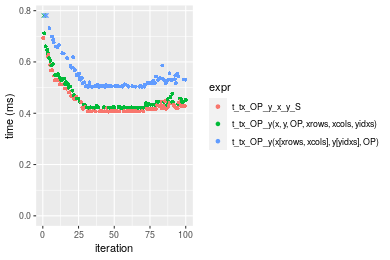 0.8
0.6
0.4
0.2
0.0
time (ms)
0 25 50 75 100
iteration
expr
t_tx_OP_y_x_y_S
t_tx_OP_y(x, y, OP, xrows, xcols, yidxs)
t_tx_OP_y(x[xrows, xcols], y[yidxs], OP)